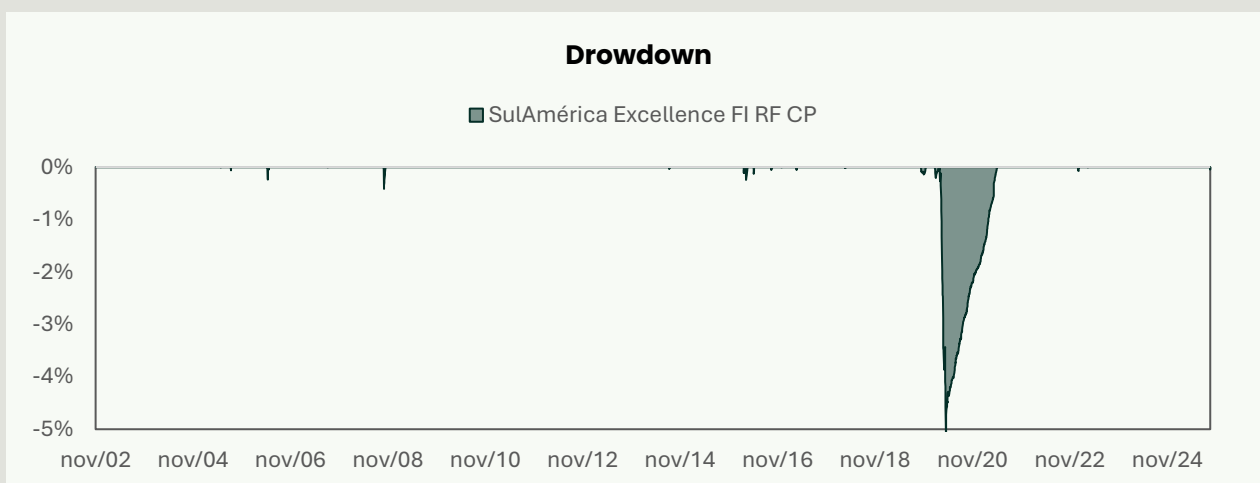 Drowdown
SulAmérica Excellence FI RF CP
0%
-1%
-2%
-3%
-4%
-5%
nov/02 nov/04 nov/06 nov/08 nov/10 nov/12 nov/14 nov/16 nov/18 nov/20 nov/22 nov/24